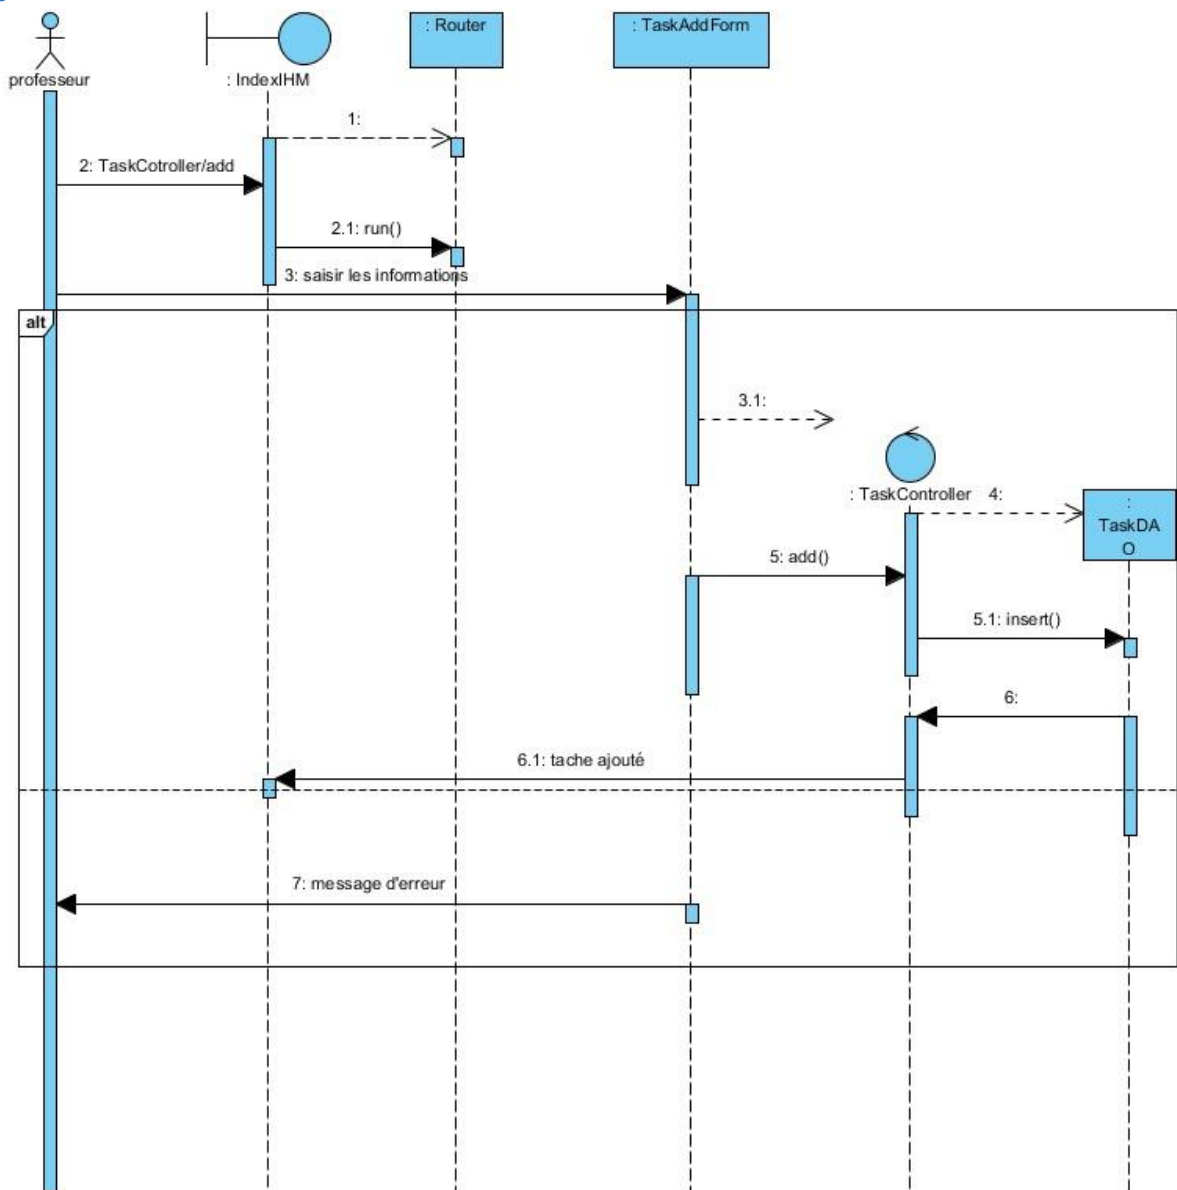 : Router
: TaskAddForm
professeur
: IndexIHM
1:
2: TaskCotroller/add
2.1: run()
3: saisir les informations
alt
3.1:
: TaskController
4:
:
TaskDA
O
5: add()
5.1: insert()
6:
6.1: tache ajouté
7: message d'erreur